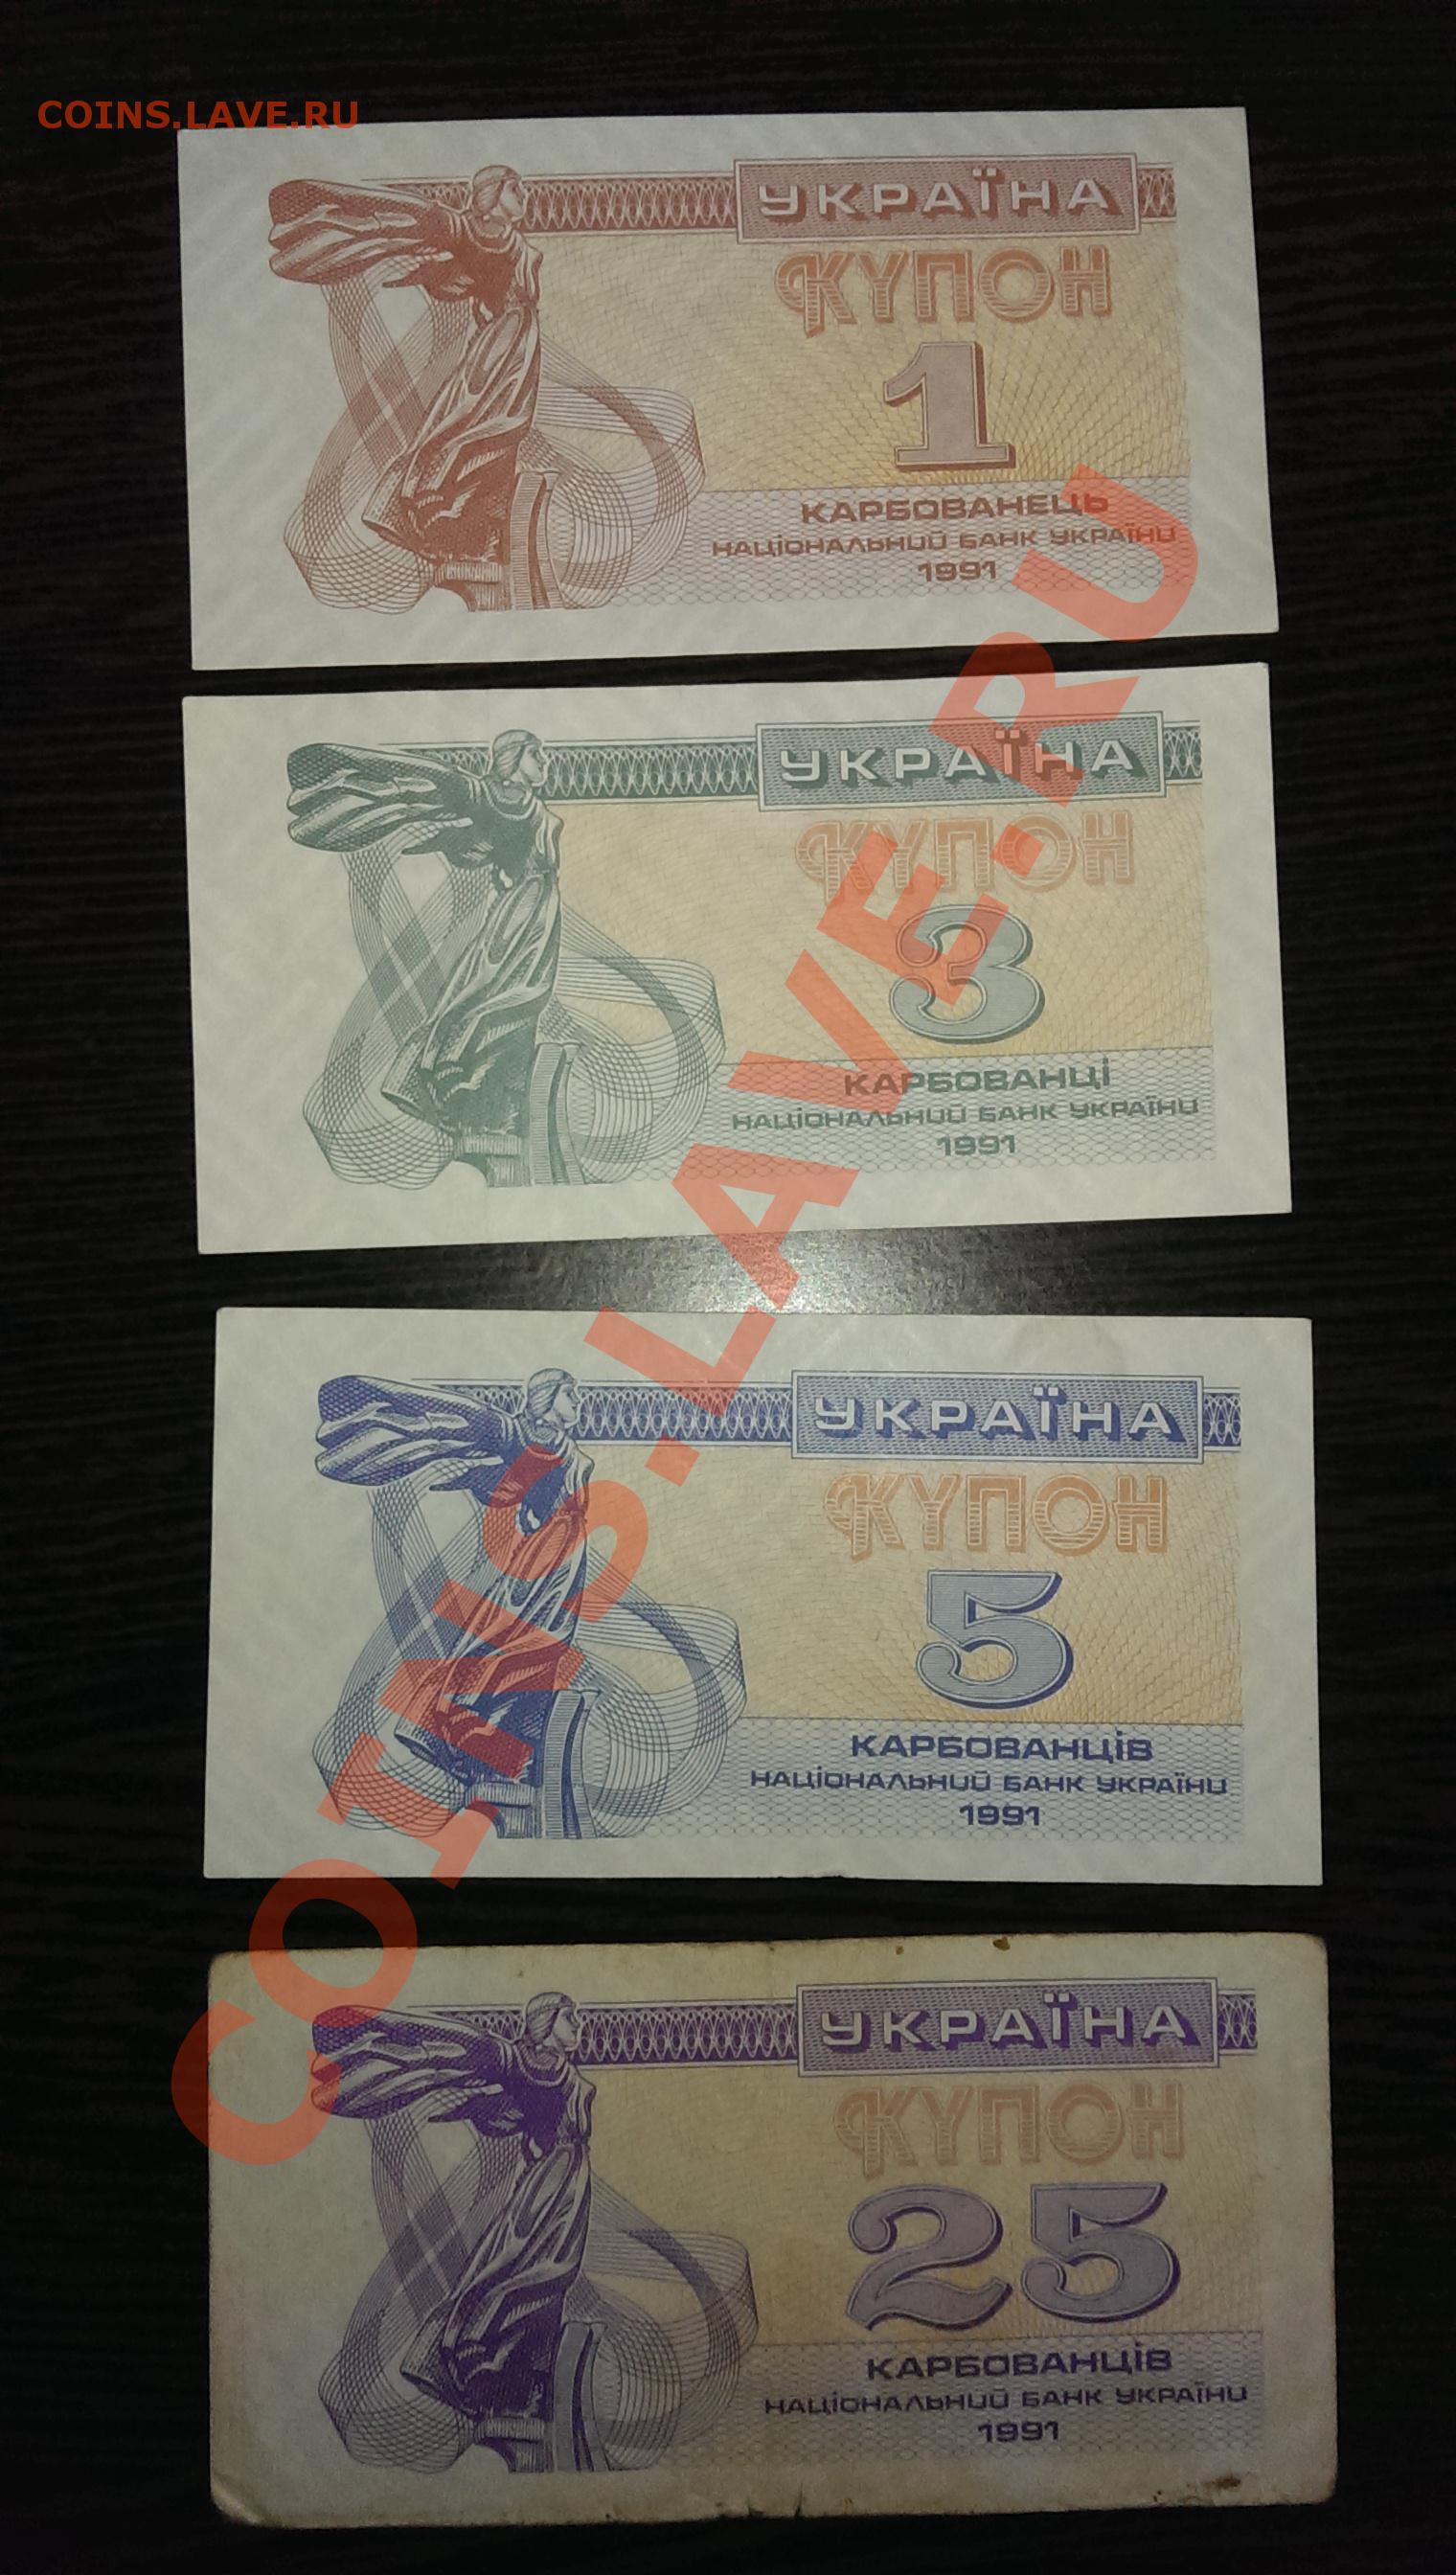 COINS.LAVE.RU
УКРАЇНА
КУПОН
1
КАРБОВАНЕЦЬ
НАЦІОНАЛЬНИЙ БАНК УКРАЇНИ
1991
УКРАЇНА
КУПОН
3
КАРБОВАНЦІ
НАЦІОНАЛЬНИЙ БАНК УКРАЇНИ
1991
УКРАЇНА
КУПОН
5
КАРБОВАНЦІВ
НАЦІОНАЛЬНИЙ БАНК УКРАЇНИ
1991
УКРАЇНА
КУПОН
25
КАРБОВАНЦІВ
НАЦІОНАЛЬНИЙ БАНК УКРАЇНИ
1991
COINS.LAVE.RU